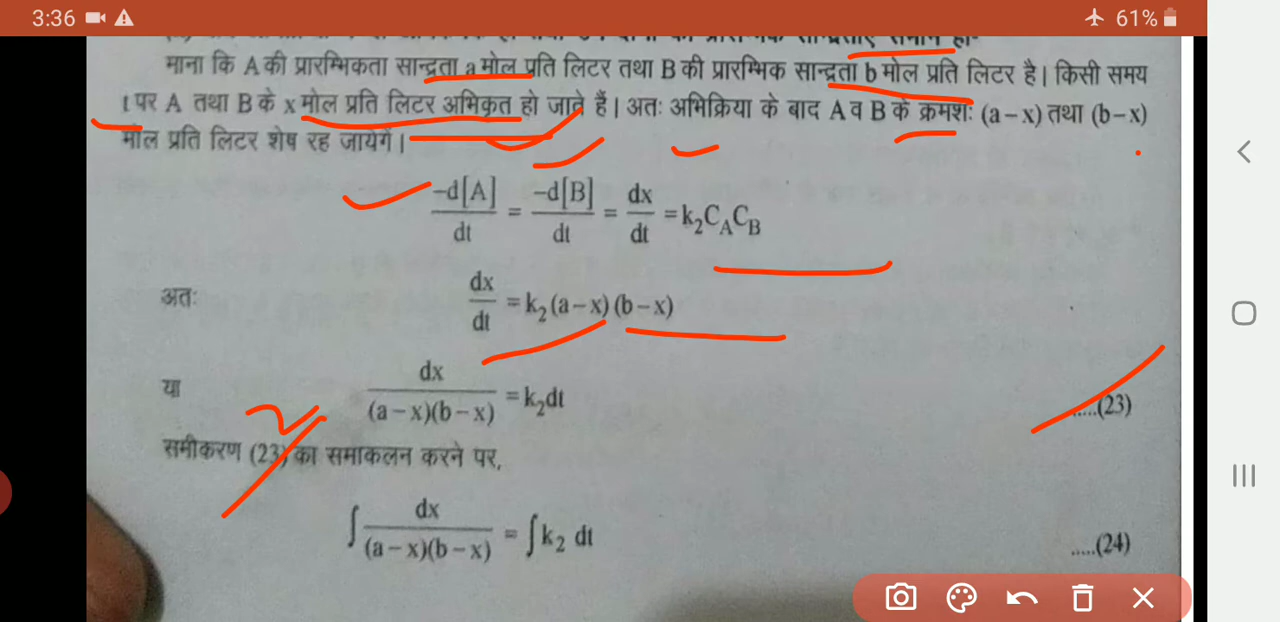 3:36 61%
माना कि A की प्रारम्भिकता सान्द्रता a मोल प्रति लिटर तथा B की प्रारम्भिक सान्द्रता b मोल प्रति लिटर है। किसी समय
t पर A तथा B के x मोल प्रति लिटर अभिकृत हो जाते हैं। अतः अभिक्रिया के बाद A व B के क्रमशः (a-x) तथा (b-x)
मोल प्रति लिटर शेष रह जायेगें।
-d[A]/dt = -d[B]/dt = dx/dt = k₂C_AC_B
अतः dx/dt = k₂(a-x)(b-x)
या dx/(a-x)(b-x) = k₂dt .....(23)
समीकरण (23) का समाकलन करने पर,
∫ dx/(a-x)(b-x) = ∫ k₂ dt .....(24)